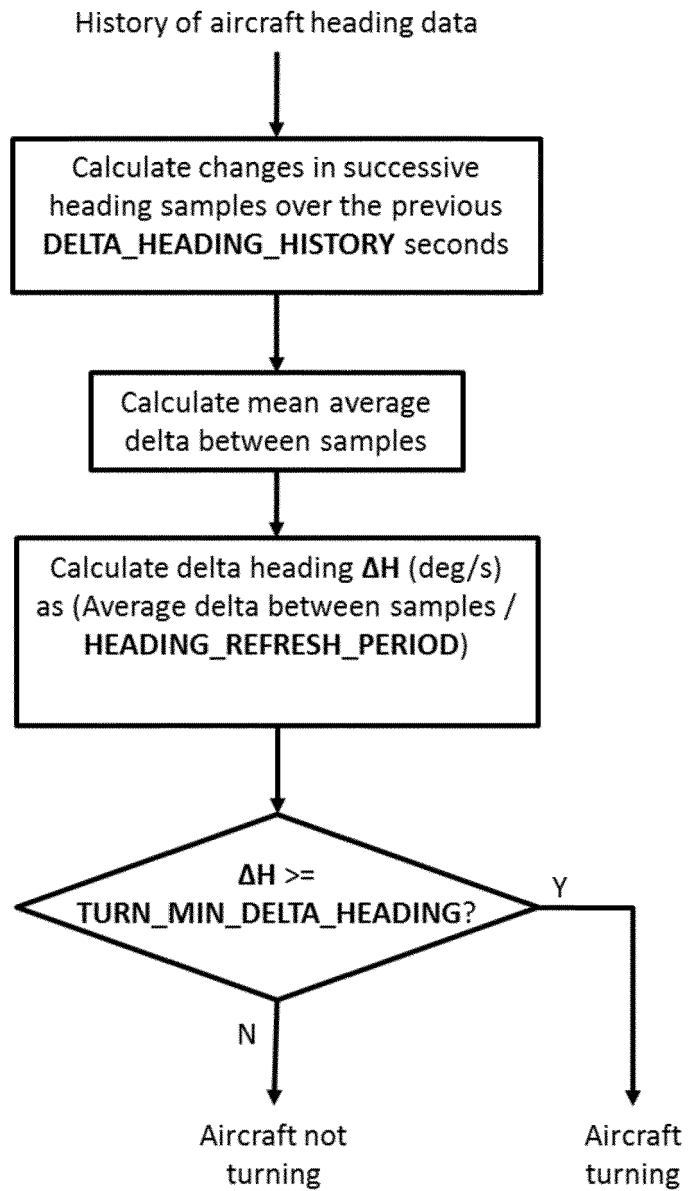 History of aircraft heading data
Calculate changes in successive
heading samples over the previous
DELTA_HEADING_HISTORY seconds
Calculate mean average
delta between samples
Calculate delta heading ΔH (deg/s)
as (Average delta between samples /
HEADING_REFRESH_PERIOD)
ΔH >=
TURN_MIN_DELTA_HEADING?
Y
N
Aircraft not
turning
Aircraft
turning